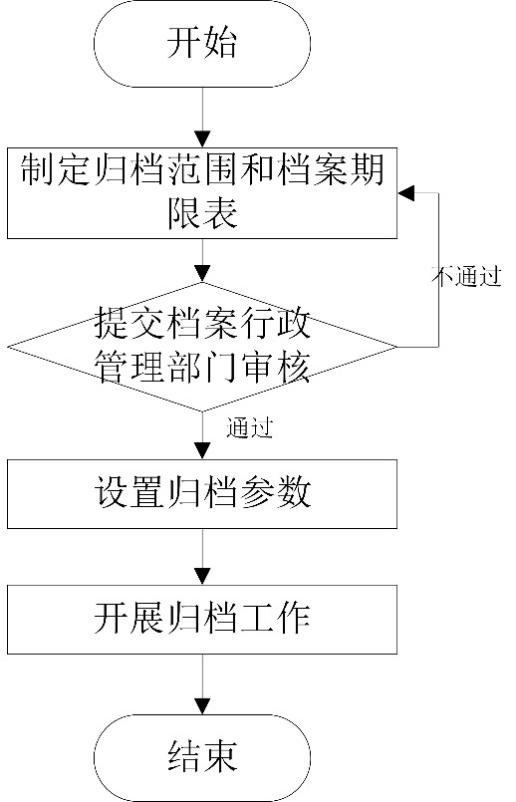 开始
制定归档范围和档案期
限表
不通过
提交档案行政
管理部门审核
通过
设置归档参数
开展归档工作
结束